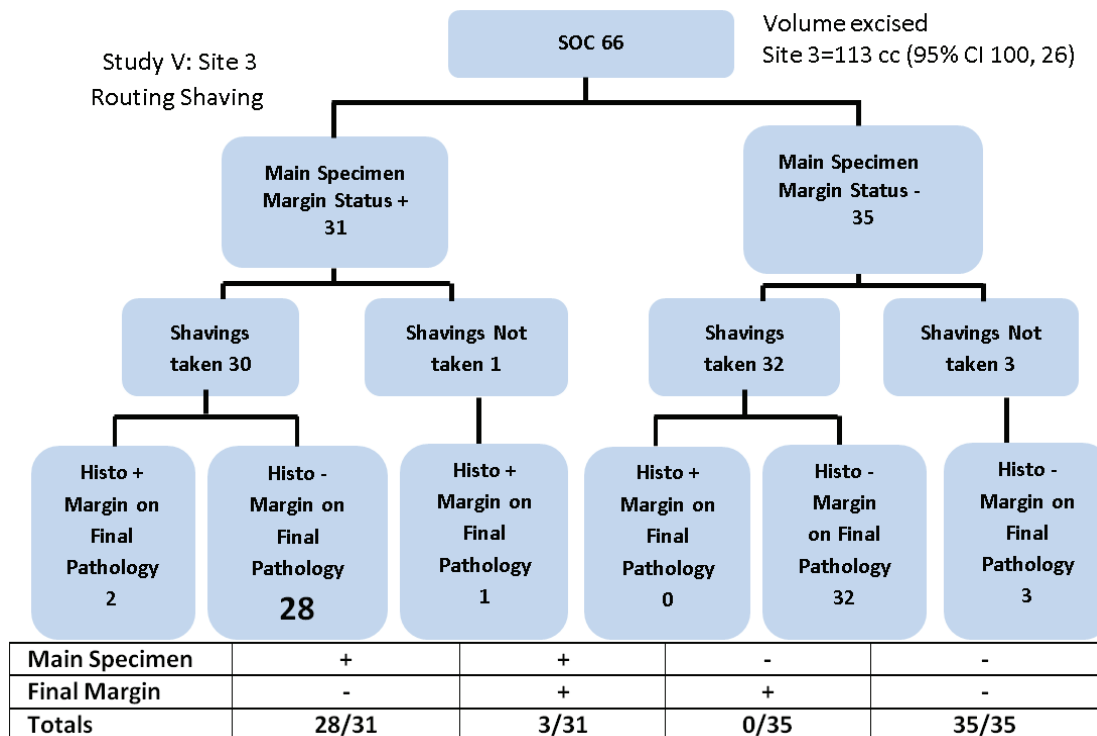 Study V: Site 3
Routing Shaving
SOC 66
Volume excised
Site 3=113 cc (95% CI 100, 26)
Main Specimen
Margin Status +
31
Main Specimen
Margin Status -
35
Shavings
taken 30
Shavings Not
taken 1
Shavings
taken 32
Shavings Not
taken 3
Histo +
Margin on
Final
Pathology
2
Histo -
Margin on
Final
Pathology
28
Histo +
Margin on
Final
Pathology
1
Histo +
Margin on
Final
Pathology
0
Histo -
Margin
on Final
Pathology
32
Histo -
Margin on
Final
Pathology
3
Main Specimen + + - -
Final Margin - + + -
Totals 28/31 3/31 0/35 35/35